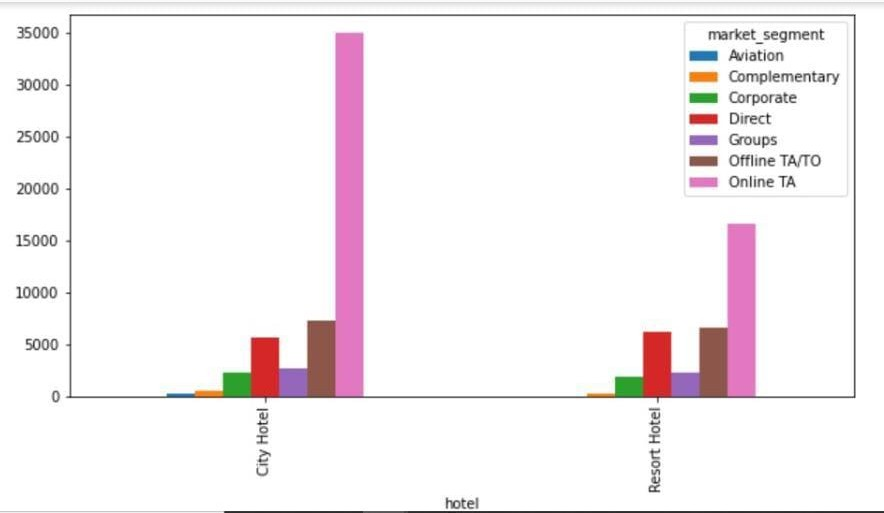 35000
30000
25000
20000
15000
10000
5000
0
market_segment
Aviation
Complementary
Corporate
Direct
Groups
Offline TA/TO
Online TA
City Hotel
Resort Hotel
hotel